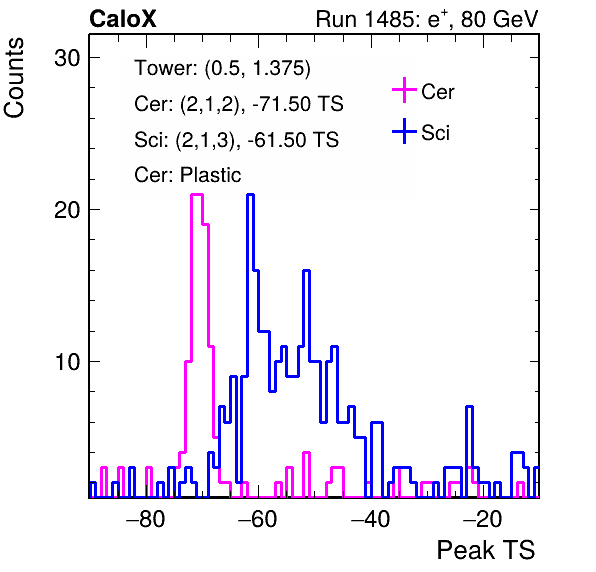 CaloX Run 1485: e⁺, 80 GeV
Counts
30
20
10
Tower: (0.5, 1.375)
Cer: (2,1,2), -71.50 TS
Sci: (2,1,3), -61.50 TS
Cer: Plastic
Cer
Sci
−80 −60 −40 −20
Peak TS